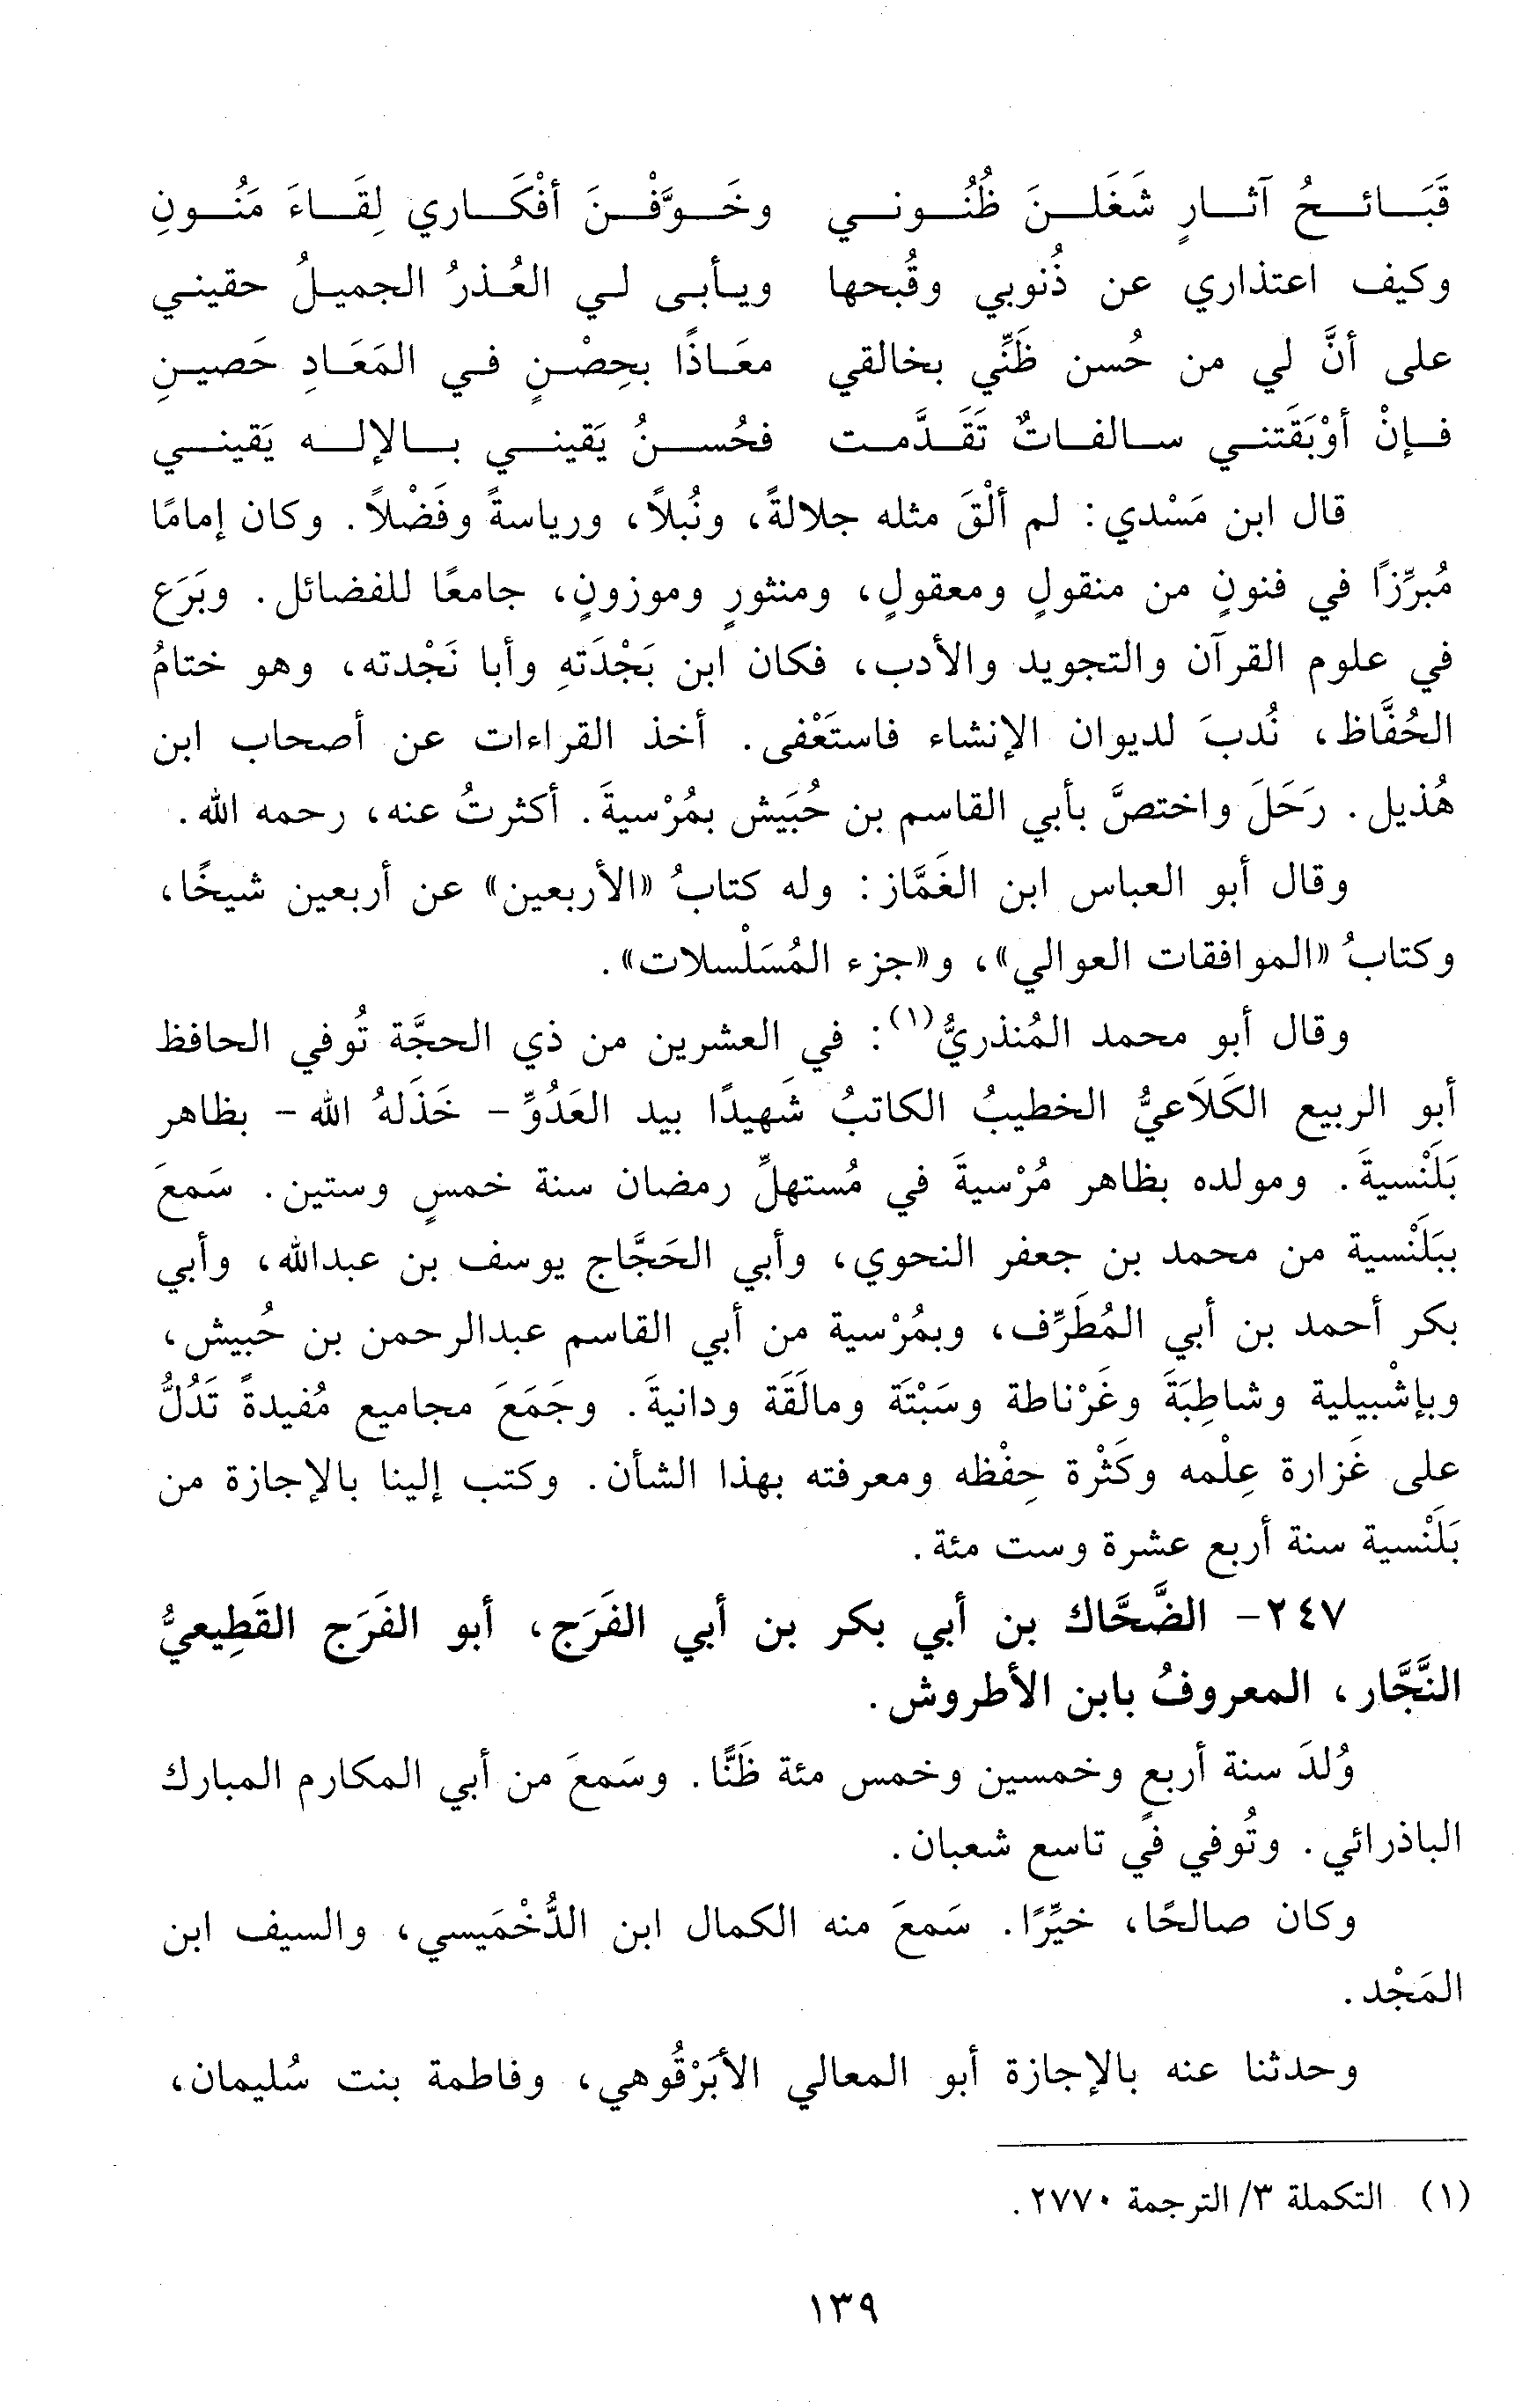 قَبَائحُ آثارٍ شَغَلنَ ظُنُوني وخَوَّفْنَ أفْكَاري لِقَاءَ مَنُونِ
وكيف اعتذاري عن ذُنوبي وقُبحها ويأبى لي العُذرُ الجميلُ حقيني
على أنَّ لي من حُسن ظَنِّي بخالقي معَاذًا بحِصْنٍ في المَعَادِ حَصينِ
فإنْ أوْبَقَتني سالفاتٌ تَقَدَّمت فحُسنُ يَقيني بالإله يَقيني
قال ابن مَسْدي: لم ألْقَ مثله جلالةً، ونُبلاً، ورياسةً وفَضْلاً. وكان إمامًا
مُبرِّزًا في فنونٍ من منقولٍ ومعقولٍ، ومنثورٍ وموزونٍ، جامعًا للفضائل. وبَرَع
في علوم القرآن والتجويد والأدب، فكان ابن بَجْدَتهِ وأبا نَجْدته، وهو ختامُ
الحُفَّاظ، نُدبَ لديوان الإنشاء فاستَعْفى. أخذ القراءات عن أصحاب ابن
هُذيل. رَحَلَ واختصَّ بأبي القاسم بن حُبَيش بمُرْسيةَ. أكثرتُ عنه، رحمه الله.
وقال أبو العباس ابن الغَمَّاز: وله كتابُ «الأربعين» عن أربعين شيخًا،
وكتابُ «الموافقات العوالي»، و«جزء المُسَلْسلات».
وقال أبو محمد المُنذريُّ(١): في العشرين من ذي الحجَّة تُوفي الحافظ
أبو الربيع الكَلَاعيُّ الخطيبُ الكاتبُ شَهيدًا بيد العَدُوِّ - خَذَلهُ الله - بظاهر
بَلَنْسيةَ. ومولده بظاهر مُرْسيةَ في مُستهلِّ رمضان سنة خمسٍ وستين. سَمعَ
ببَلَنْسية من محمد بن جعفر النحوي، وأبي الحَجَّاج يوسف بن عبدالله، وأبي
بكر أحمد بن أبي المُطَرِّف، وبمُرْسية من أبي القاسم عبدالرحمن بن حُبيش،
وبإشْبيلية وشاطِبَةَ وغَرْناطة وسَبْتَة ومالَقَة ودانيةَ. وجَمَعَ مجاميع مُفيدةً تَدُلُّ
على غَزارة عِلْمه وكَثْرة حِفْظه ومعرفته بهذا الشأن. وكتب إلينا بالإجازة من
بَلَنْسية سنة أربع عشرة وست مئة.
٢٤٧- الضَّحَّاك بن أبي بكر بن أبي الفَرَج، أبو الفَرَج القَطِيعيُّ
النَّجَّار، المعروفُ بابن الأطروش.
وُلدَ سنة أربع وخمسين وخمس مئة ظَنًّا. وسَمعَ من أبي المكارم المبارك
الباذرائي. وتُوفي في تاسع شعبان.
وكان صالحًا، خيِّرًا. سَمعَ منه الكمال ابن الدُّخْمَيسي، والسيف ابن
المَجْد.
وحدثنا عنه بالإجازة أبو المعالي الأبَرْقُوهي، وفاطمة بنت سُليمان،
(١) التكملة ٣/ الترجمة ٢٧٧٠.
١٣٩